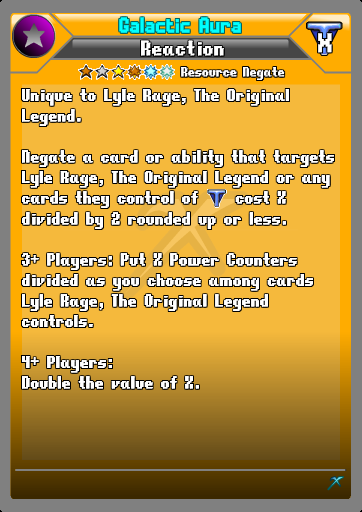 Galactic Aura
X
Reaction
Resource Negate
Unique to Lyle Rage, The Original
Legend.
Negate a card or ability that targets
Lyle Rage, The Original Legend or any
cards they control of cost X
divided by 2 rounded up or less.
3+ Players: Put X Power Counters
divided as you choose among cards
Lyle Rage, The Original Legend
controls.
4+ Players:
Double the value of X.